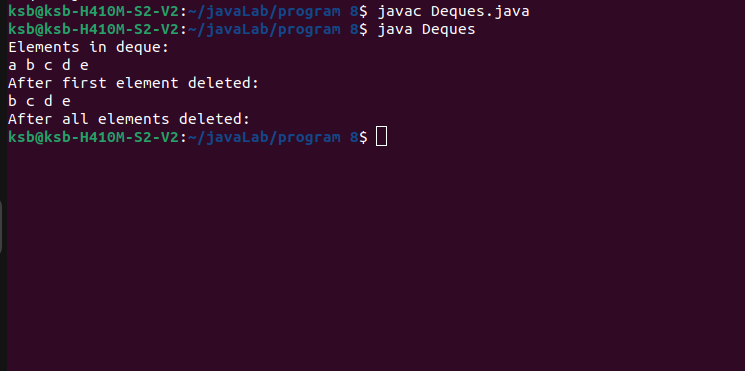 ksb@ksb-H410M-S2-V2:~/javaLab/program 8$ javac Deques.java
ksb@ksb-H410M-S2-V2:~/javaLab/program 8$ java Deques
Elements in deque:
a b c d e
After first element deleted:
b c d e
After all elements deleted:
ksb@ksb-H410M-S2-V2:~/javaLab/program 8$